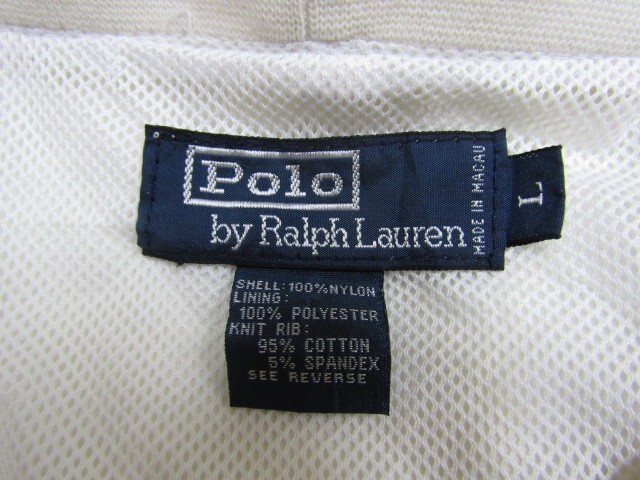 Polo
by Ralph Lauren
MADE IN MACAU
L
SHELL: 100% NYLON
LINING:
100% POLYESTER
KNIT RIB:
95% COTTON
5% SPANDEX
SEE REVERSE